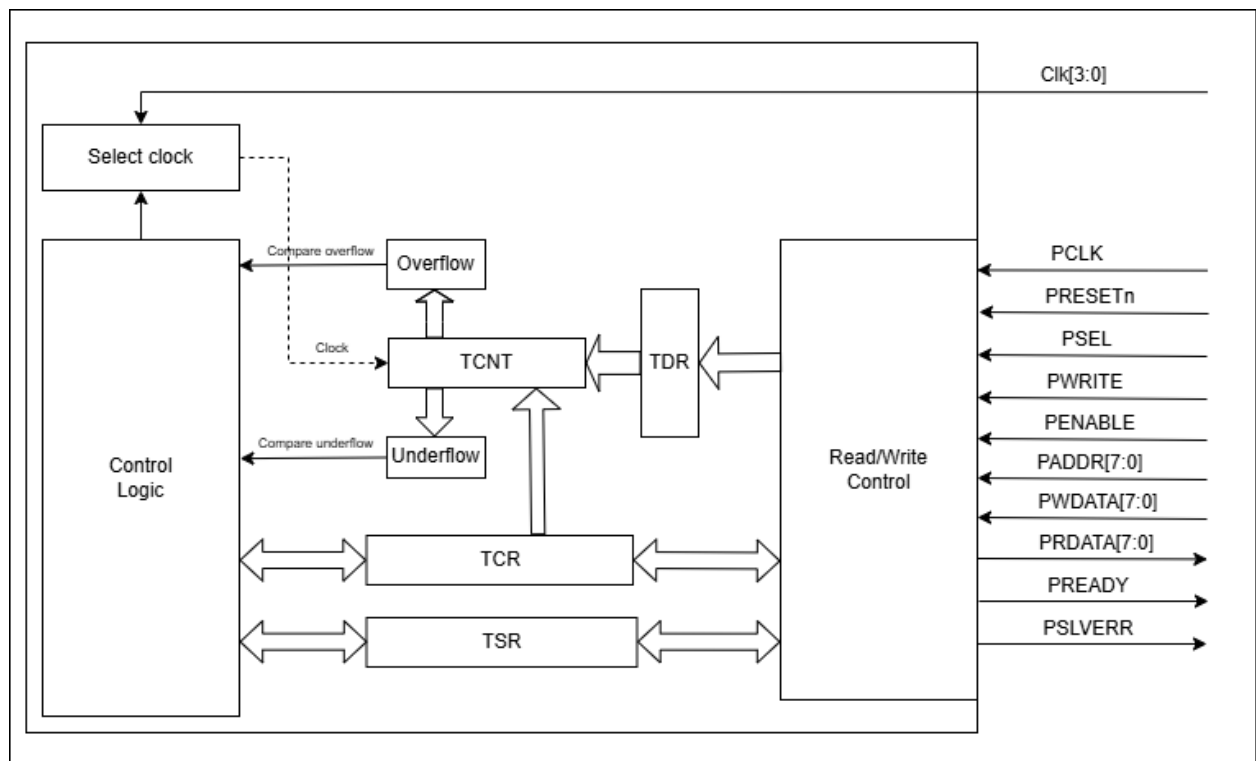 Clk[3:0]
Select clock
Compare overflow
Overflow
PCLK
PRESETn
PSEL
Clock
TCNT
TDR
PWRITE
PENABLE
Compare underflow
Underflow
Control
Logic
Read/Write
Control
PADDR[7:0]
PWDATA[7:0]
PRDATA[7:0]
TCR
PREADY
TSR
PSLVERR